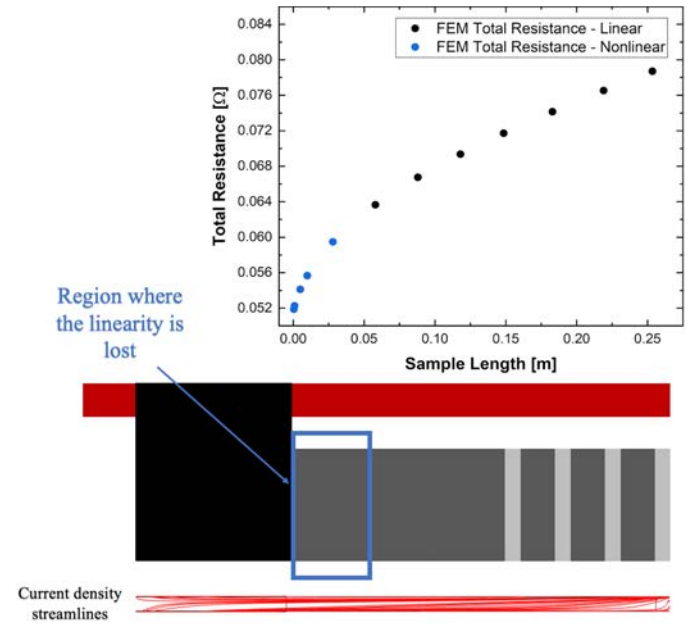 0.084
0.080
0.076
0.072
0.068
0.064
0.060
0.056
0.052
Total Resistance [Ω]
FEM Total Resistance - Linear
FEM Total Resistance - Nonlinear
0.00
0.05
0.10
0.15
0.20
0.25
Sample Length [m]
Region where
the linearity is
lost
Current density
streamlines